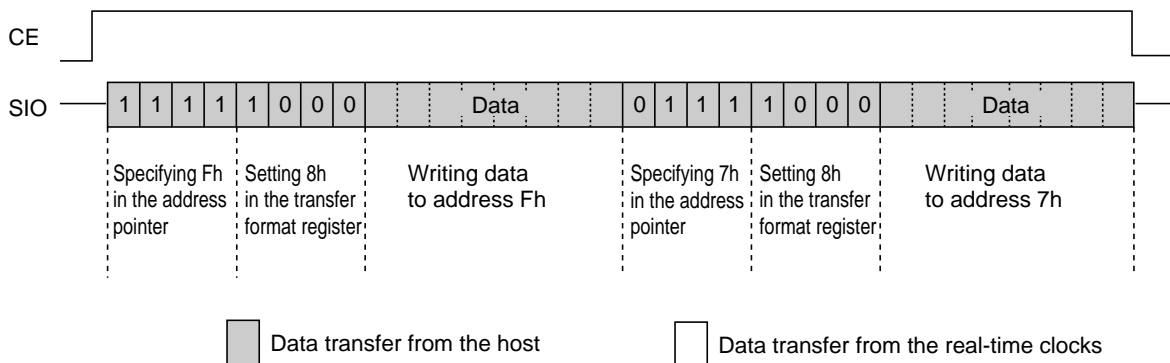 CE
SIO
1 1 1 1 1 0 0 0 Data 0 1 1 1 1 0 0 0 Data
Specifying Fh
in the address
pointer
Setting 8h
in the transfer
format register
Writing data
to address Fh
Specifying 7h
in the address
pointer
Setting 8h
in the transfer
format register
Writing data
to address 7h
Data transfer from the host
Data transfer from the real-time clocks